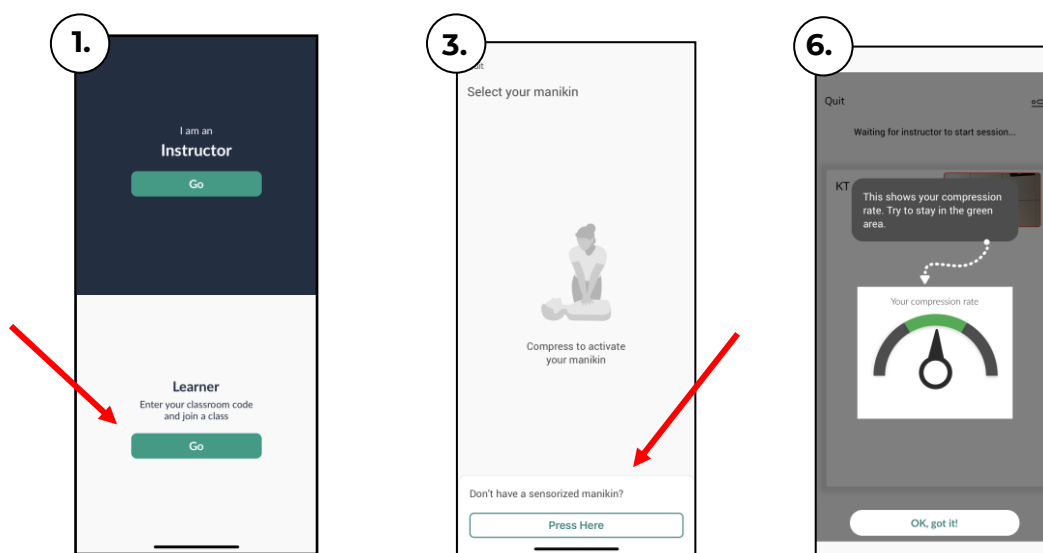 1.
I am an
Instructor
Go
Learner
Enter your classroom code
and join a class
Go
3.
Select your manikin
Compress to activate
your manikin
Don't have a sensorized manikin?
Press Here
6.
Quit
Waiting for instructor to start session...
KT
This shows your compression
rate. Try to stay in the green
area.
Your compression rate
OK, got it!